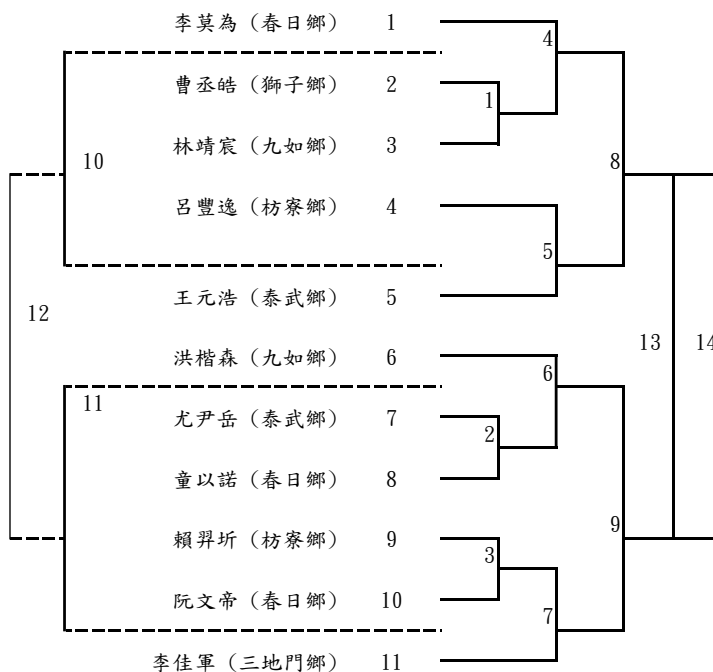 李莫為（春日鄉） 1
4
曹丞皓（獅子鄉） 2
1
林靖宸（九如鄉） 3
10
8
呂豐逸（枋寮鄉） 4
5
王元浩（泰武鄉） 5
12
13
14
洪楷森（九如鄉） 6
6
11
尤尹岳（泰武鄉） 7
2
童以諾（春日鄉） 8
9
賴羿圻（枋寮鄉） 9
3
阮文帝（春日鄉） 10
7
李佳軍（三地門鄉） 11